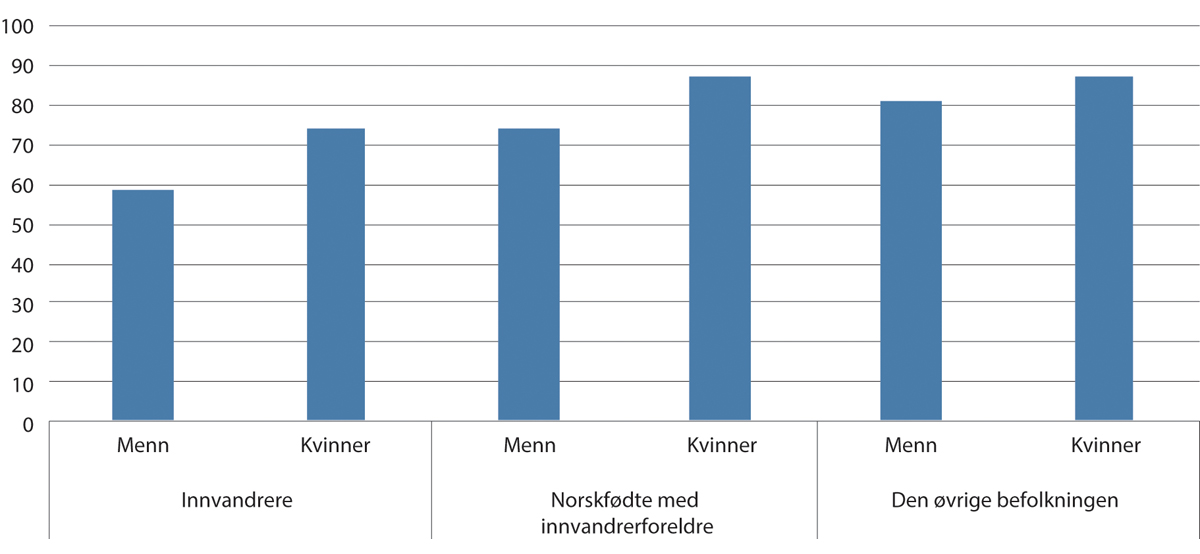 100
90
80
70
60
50
40
30
20
10
0
Menn Kvinner Menn Kvinner Menn Kvinner
Innvandrere
Norskfødte med
innvandrerforeldre
Den øvrige befolkningen